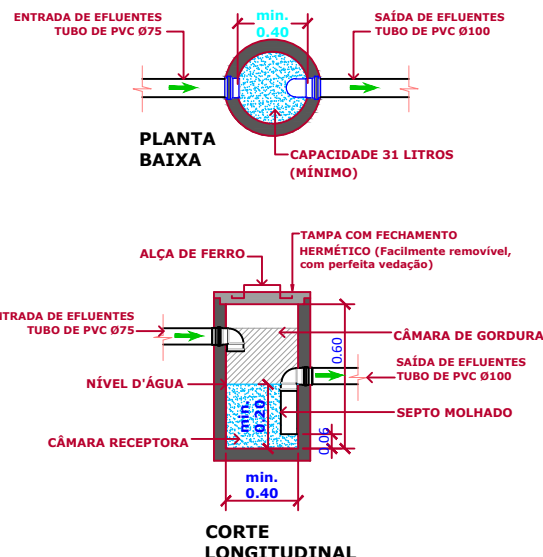 ENTRADA DE EFLUENTES
TUBO DE PVC Ø75
min.
0.40
SAÍDA DE EFLUENTES
TUBO DE PVC Ø100
PLANTA
BAIXA
CAPACIDADE 31 LITROS
(MÍNIMO)
TAMPA COM FECHAMENTO
HERMÉTICO (Facilmente removível,
com perfeita vedação)
ALÇA DE FERRO
NTRADA DE EFLUENTES
TUBO DE PVC Ø75
CÂMARA DE GORDURA
0.60
SAÍDA DE EFLUENTES
TUBO DE PVC Ø100
NÍVEL D'ÁGUA
min.
0.20
SEPTO MOLHADO
CÂMARA RECEPTORA
0.06
min.
0.40
CORTE
LONGITUDINAL